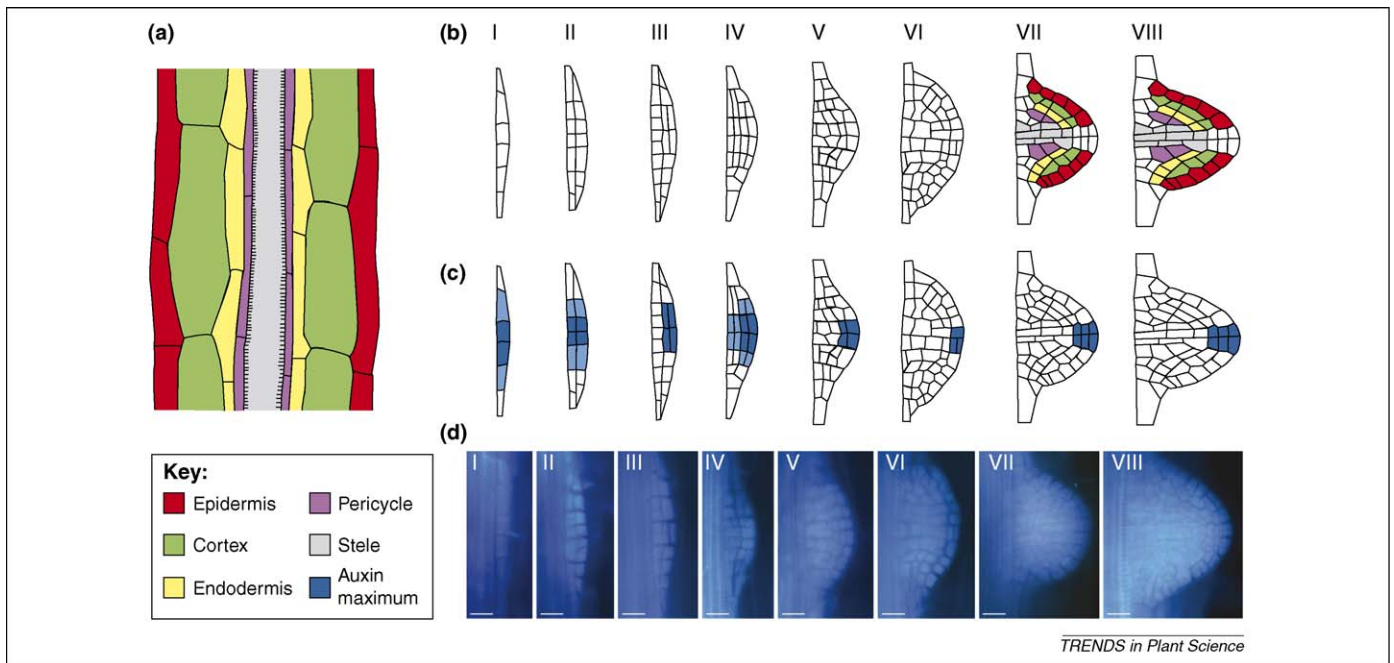 (a)
(b) I II III IV V VI VII VIII
(c)
(d)
I II III IV V VI VII VIII
Key:
Epidermis Pericycle
Cortex Stele
Endodermis Auxin
maximum
TRENDS in Plant Science